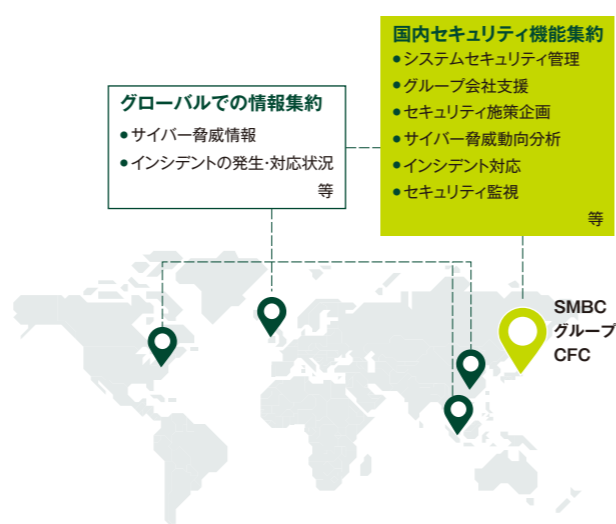 グローバルでの情報集約
●サイバー脅威情報
●インシデントの発生・対応状況
等
国内セキュリティ機能集約
●システムセキュリティ管理
●グループ会社支援
●セキュリティ施策企画
●サイバー脅威動向分析
●インシデント対応
●セキュリティ監視
等
SMBC
グループ
CFC